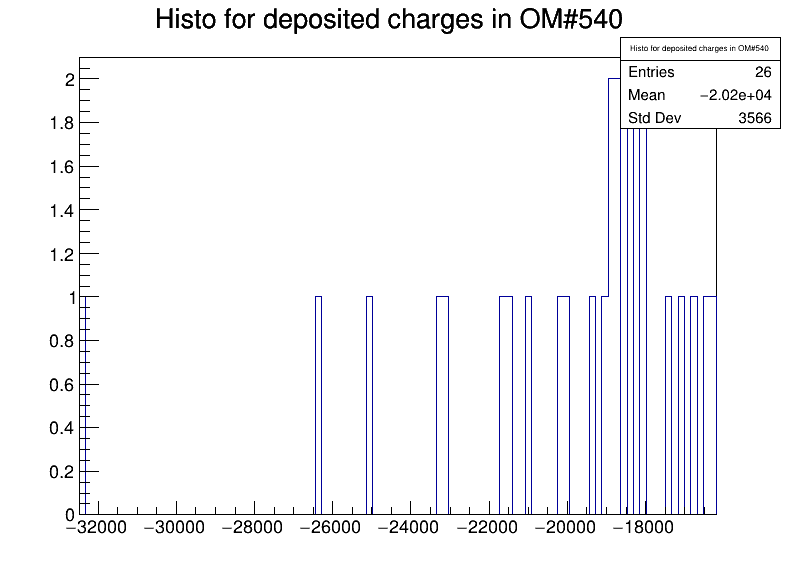 Histo for deposited charges in OM#540
Histo for deposited charges in OM#540
Entries 26
Mean −2.02e+04
Std Dev 3566
2
1.8
1.6
1.4
1.2
1
0.8
0.6
0.4
0.2
0
−32000 −30000 −28000 −26000 −24000 −22000 −20000 −18000